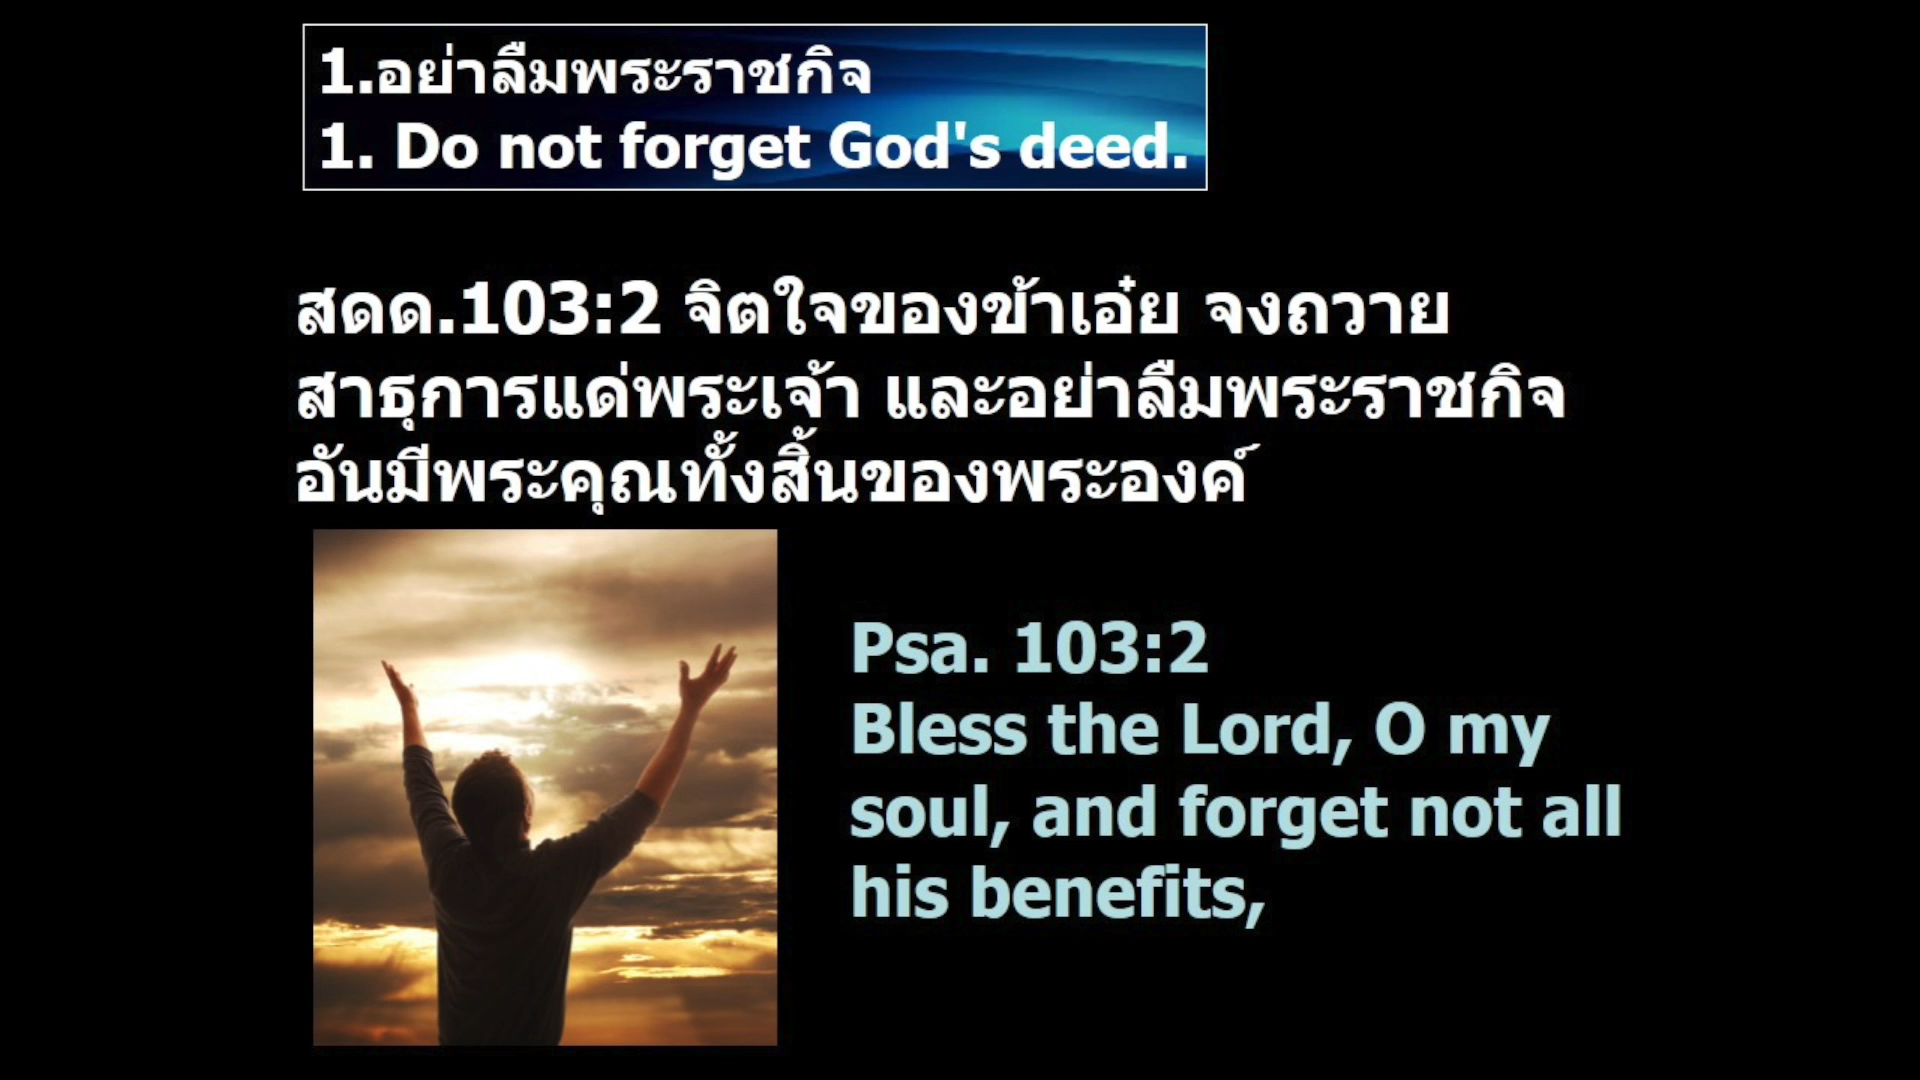 1.อย่าลืมพระราชกิจ
1. Do not forget God's deed.
สดด.103:2 จิตใจของข้าเอ๋ย จงถวาย
สาธุการแด่พระเจ้า และอย่าลืมพระราชกิจ
อันมีพระคุณทั้งสิ้นของพระองค์
Psa. 103:2
Bless the Lord, O my
soul, and forget not all
his benefits,